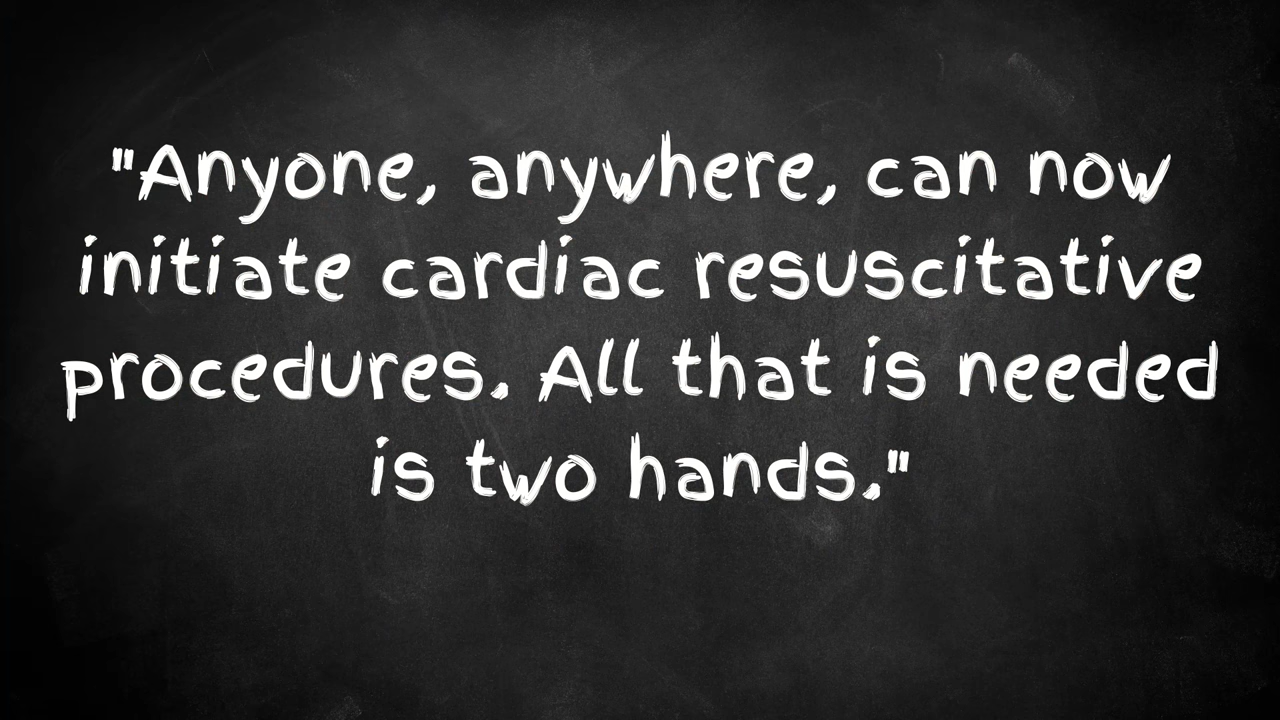 "Anyone, anywhere, can now
initiate cardiac resuscitative
procedures. All that is needed
is two hands."